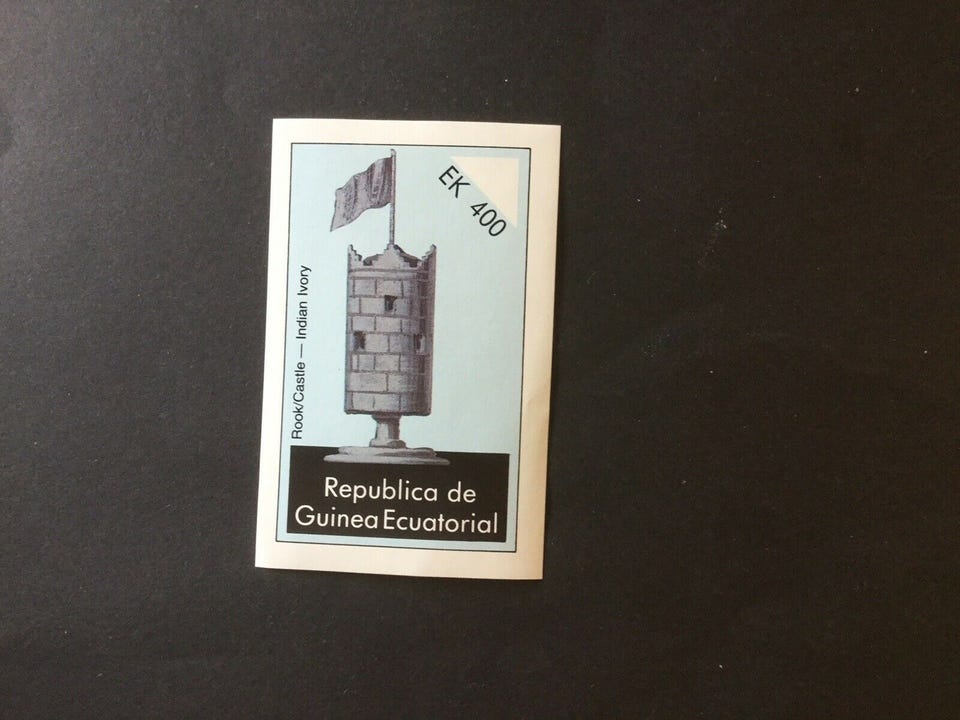 EK 400
Rook/Castle — Indian Ivory
Republica de
Guinea Ecuatorial